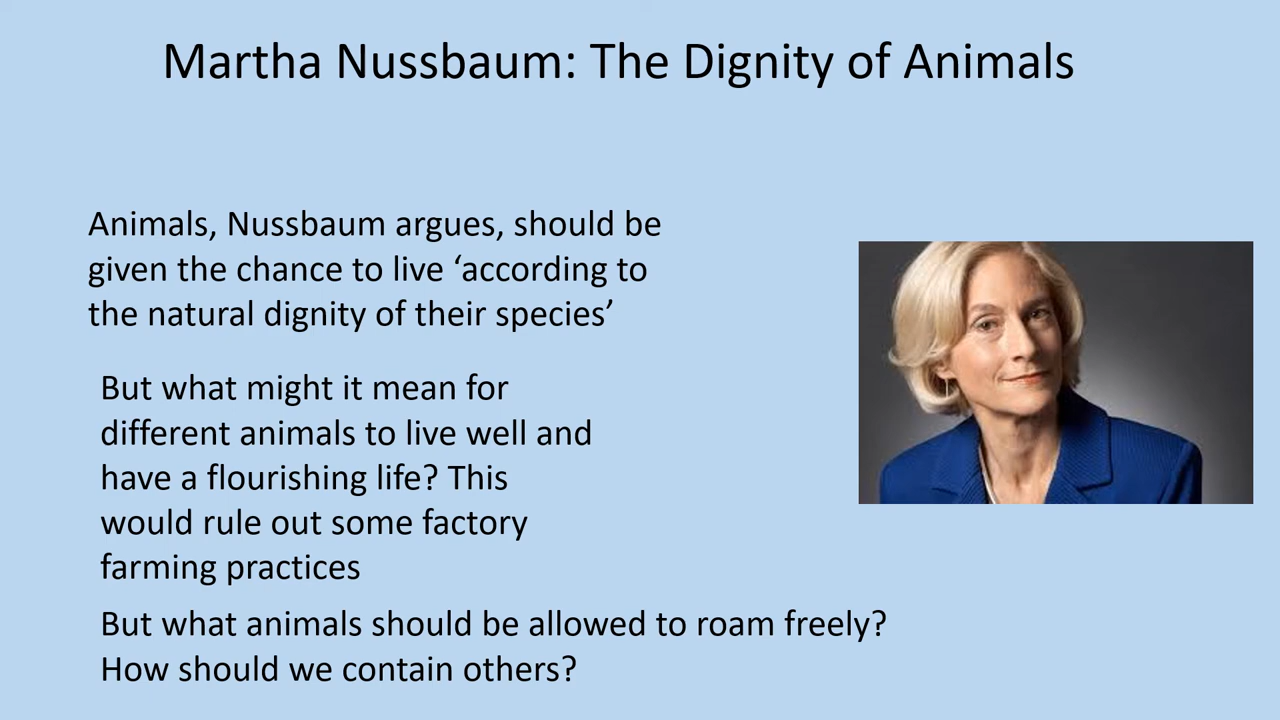 Martha Nussbaum: The Dignity of Animals
Animals, Nussbaum argues, should be
given the chance to live ‘according to
the natural dignity of their species’
But what might it mean for
different animals to live well and
have a flourishing life? This
would rule out some factory
farming practices
But what animals should be allowed to roam freely?
How should we contain others?